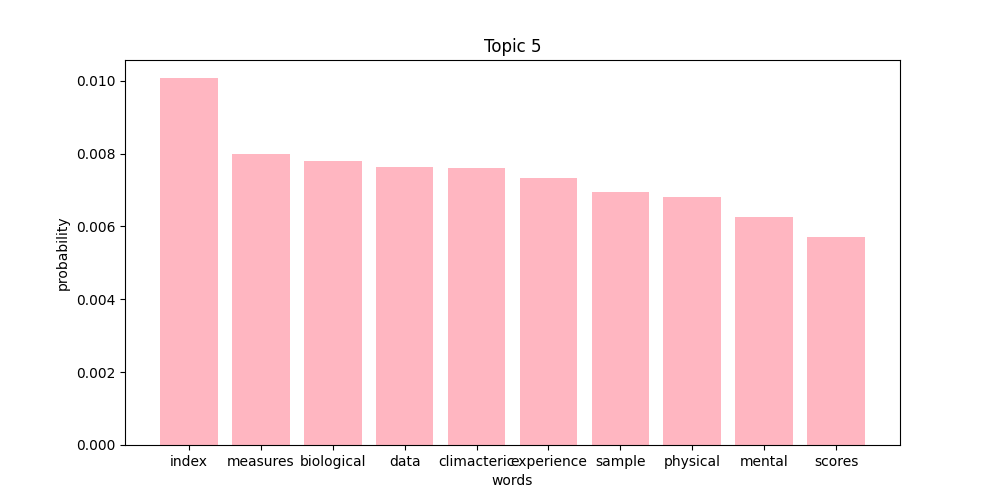 Topic 5
probability
0.010
0.008
0.006
0.004
0.002
0.000
index measures biological data climacteric experience sample physical mental scores
words